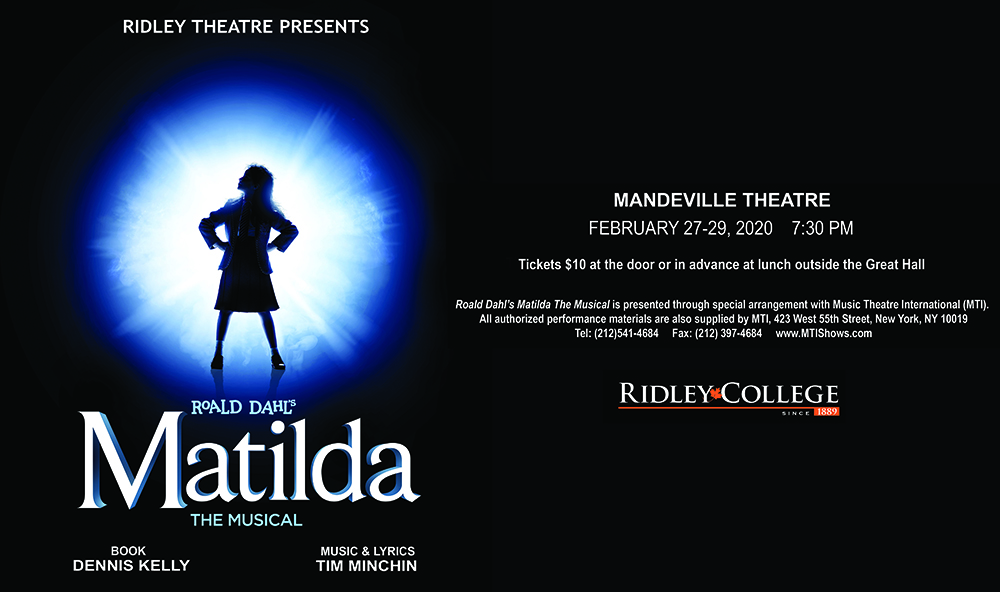 RIDLEY THEATRE PRESENTS
ROALD DAHL'S
Matilda
THE MUSICAL
BOOK
DENNIS KELLY
MUSIC & LYRICS
TIM MINCHIN
MANDEVILLE THEATRE
FEBRUARY 27-29, 2020 7:30 PM
Tickets $10 at the door or in advance at lunch outside the Great Hall
Roald Dahl's Matilda The Musical is presented through special arrangement with Music Theatre International (MTI).
All authorized performance materials are also supplied by MTI, 423 West 55th Street, New York, NY 10019
Tel: (212)541-4684 Fax: (212) 397-4684 www.MTIShows.com
RIDLEY COLLEGE
SINCE 1889